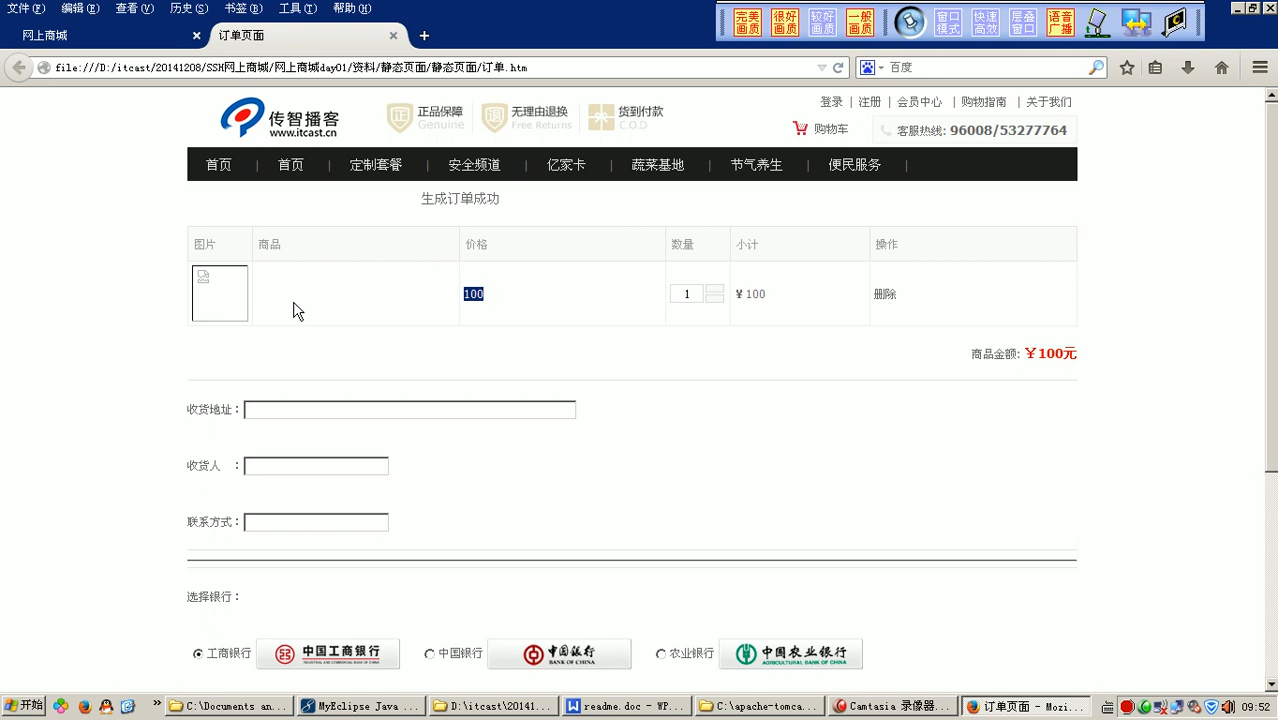 文件(F) 编辑(E) 查看(V) 历史(S) 书签(B) 工具(T) 帮助(H)
完美画质 很好画质 较好画质 一般画质 窗口模式 快速高效 层叠窗口 语音广播
网上商城 × 订单页面 × +
file:///D:/itcast/20141208/SSH网上商城/网上商城day01/资料/静态页面/静态页面/订单.htm 百度
传智播客
www.itcast.cn
正品保障
Genuine
无理由退换
Free Returns
货到付款
C.O.D
登录 | 注册 | 会员中心 | 购物指南 | 关于我们
购物车 客服热线: 96008/53277764
首页 | 首页 | 定制套餐 | 安全频道 | 亿家卡 | 蔬菜基地 | 节气养生 | 便民服务 |
生成订单成功
图片 商品 价格 数量 小计 操作
100 1 ¥ 100 删除
商品金额: ￥100元
收货地址：
收货人 ：
联系方式：
选择银行：
工商银行 中国工商银行 INDUSTRIAL AND COMMERCIAL BANK OF CHINA 中国银行 中国银行 BANK OF CHINA 农业银行 中国农业银行 AGRICULTURAL BANK OF CHINA
开始 » C:\Documents an... MyEclipse Java ... D:\itcast\20141... readme.doc - WP... C:\apache-tomc... Camtasia 录像器... 订单页面 - Mozi... 09:52